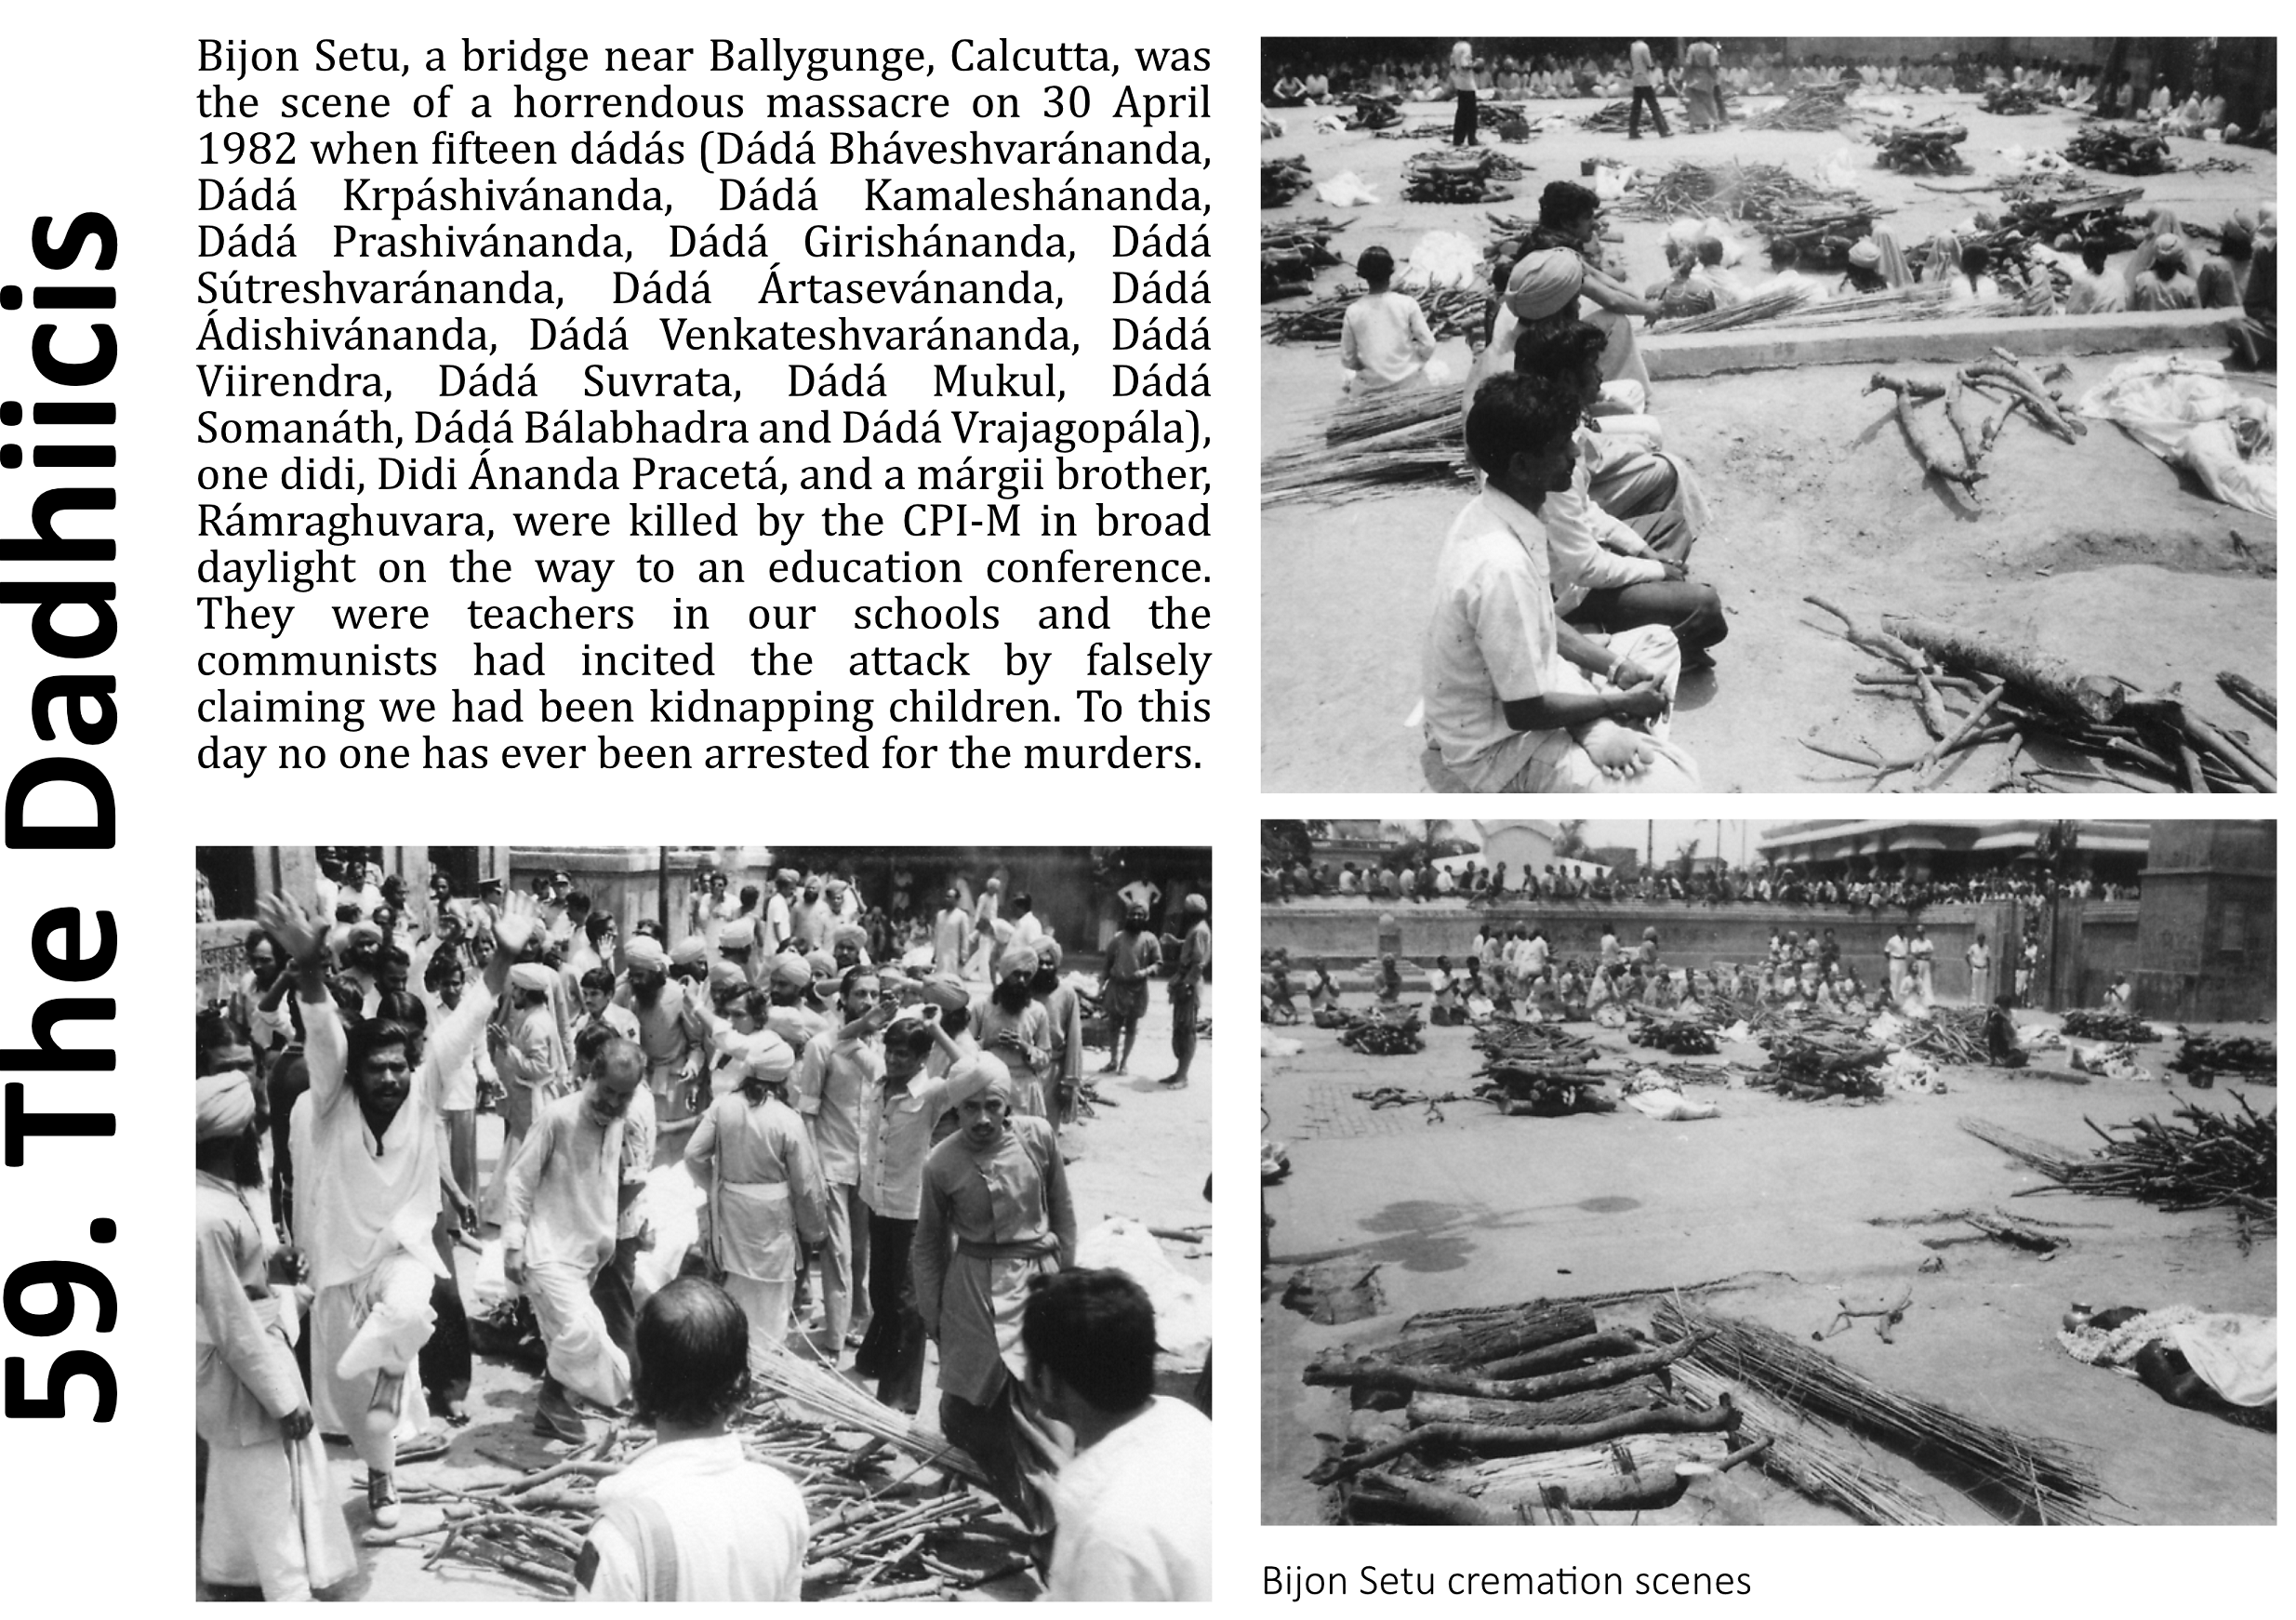 59. The Dadhiicis
Bijon Setu, a bridge near Ballygunge, Calcutta, was
the scene of a horrendous massacre on 30 April
1982 when fifteen dádás (Dádá Bháveshvaránanda,
Dádá Krpáshivánanda, Dádá Kamaleshánanda,
Dádá Prashivánanda, Dádá Girishánanda, Dádá
Sútreshvaránanda, Dádá Ártasevánanda, Dádá
Ádishivánanda, Dádá Venkateshvaránanda, Dádá
Viirendra, Dádá Suvrata, Dádá Mukul, Dádá
Somanáth, Dádá Bálabhadra and Dádá Vrajagopála),
one didi, Didi Ánanda Pracetá, and a márgii brother,
Rámraghuvara, were killed by the CPI-M in broad
daylight on the way to an education conference.
They were teachers in our schools and the
communists had incited the attack by falsely
claiming we had been kidnapping children. To this
day no one has ever been arrested for the murders.
Bijon Setu cremation scenes